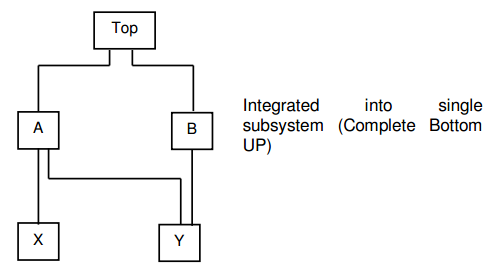 Top
A
B
Integrated into single
subsystem (Complete Bottom
UP)
X
Y